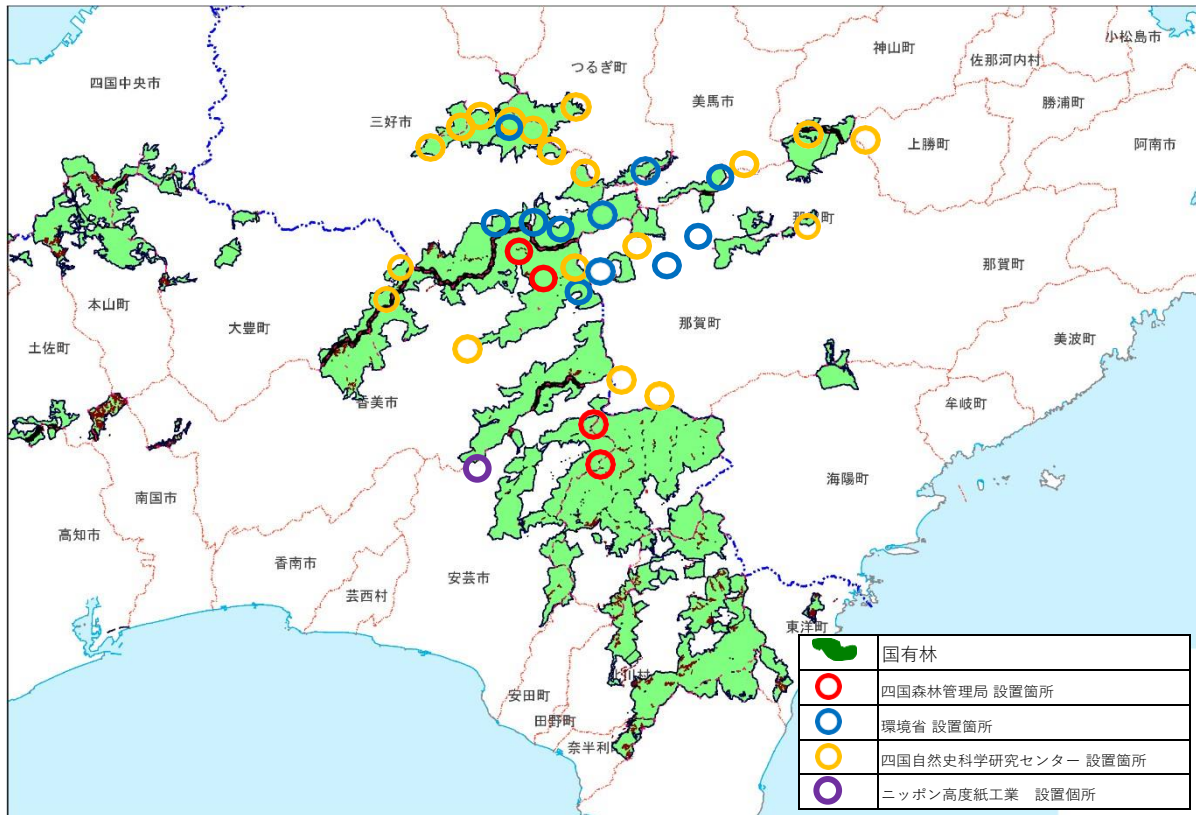 小松島市
神山町
佐那河内村
つるぎ町
四国中央市
美馬市
勝浦町
三好市
上勝町
阿南市
那賀町
那賀町
本山町
大豊町
那賀町
土佐町
美波町
香美市
牟岐町
海陽町
南国市
高知市
香南市
安芸市
芸西村
東洋町
北川村
安田町
田野町
奈半利
国有林
四国森林管理局 設置箇所
環境省 設置箇所
四国自然史科学研究センター 設置箇所
ニッポン高度紙工業　設置個所